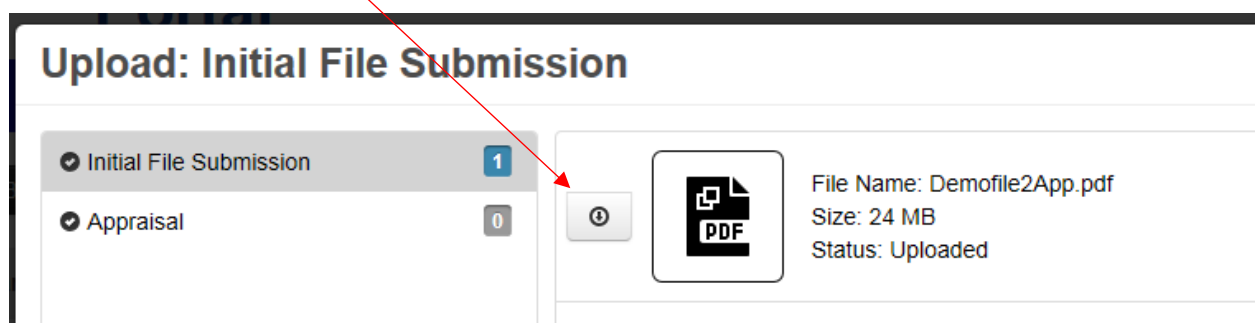 Portal
Upload: Initial File Submission
Initial File Submission
1
Appraisal
0
PDF
File Name: Demofile2App.pdf
Size: 24 MB
Status: Uploaded